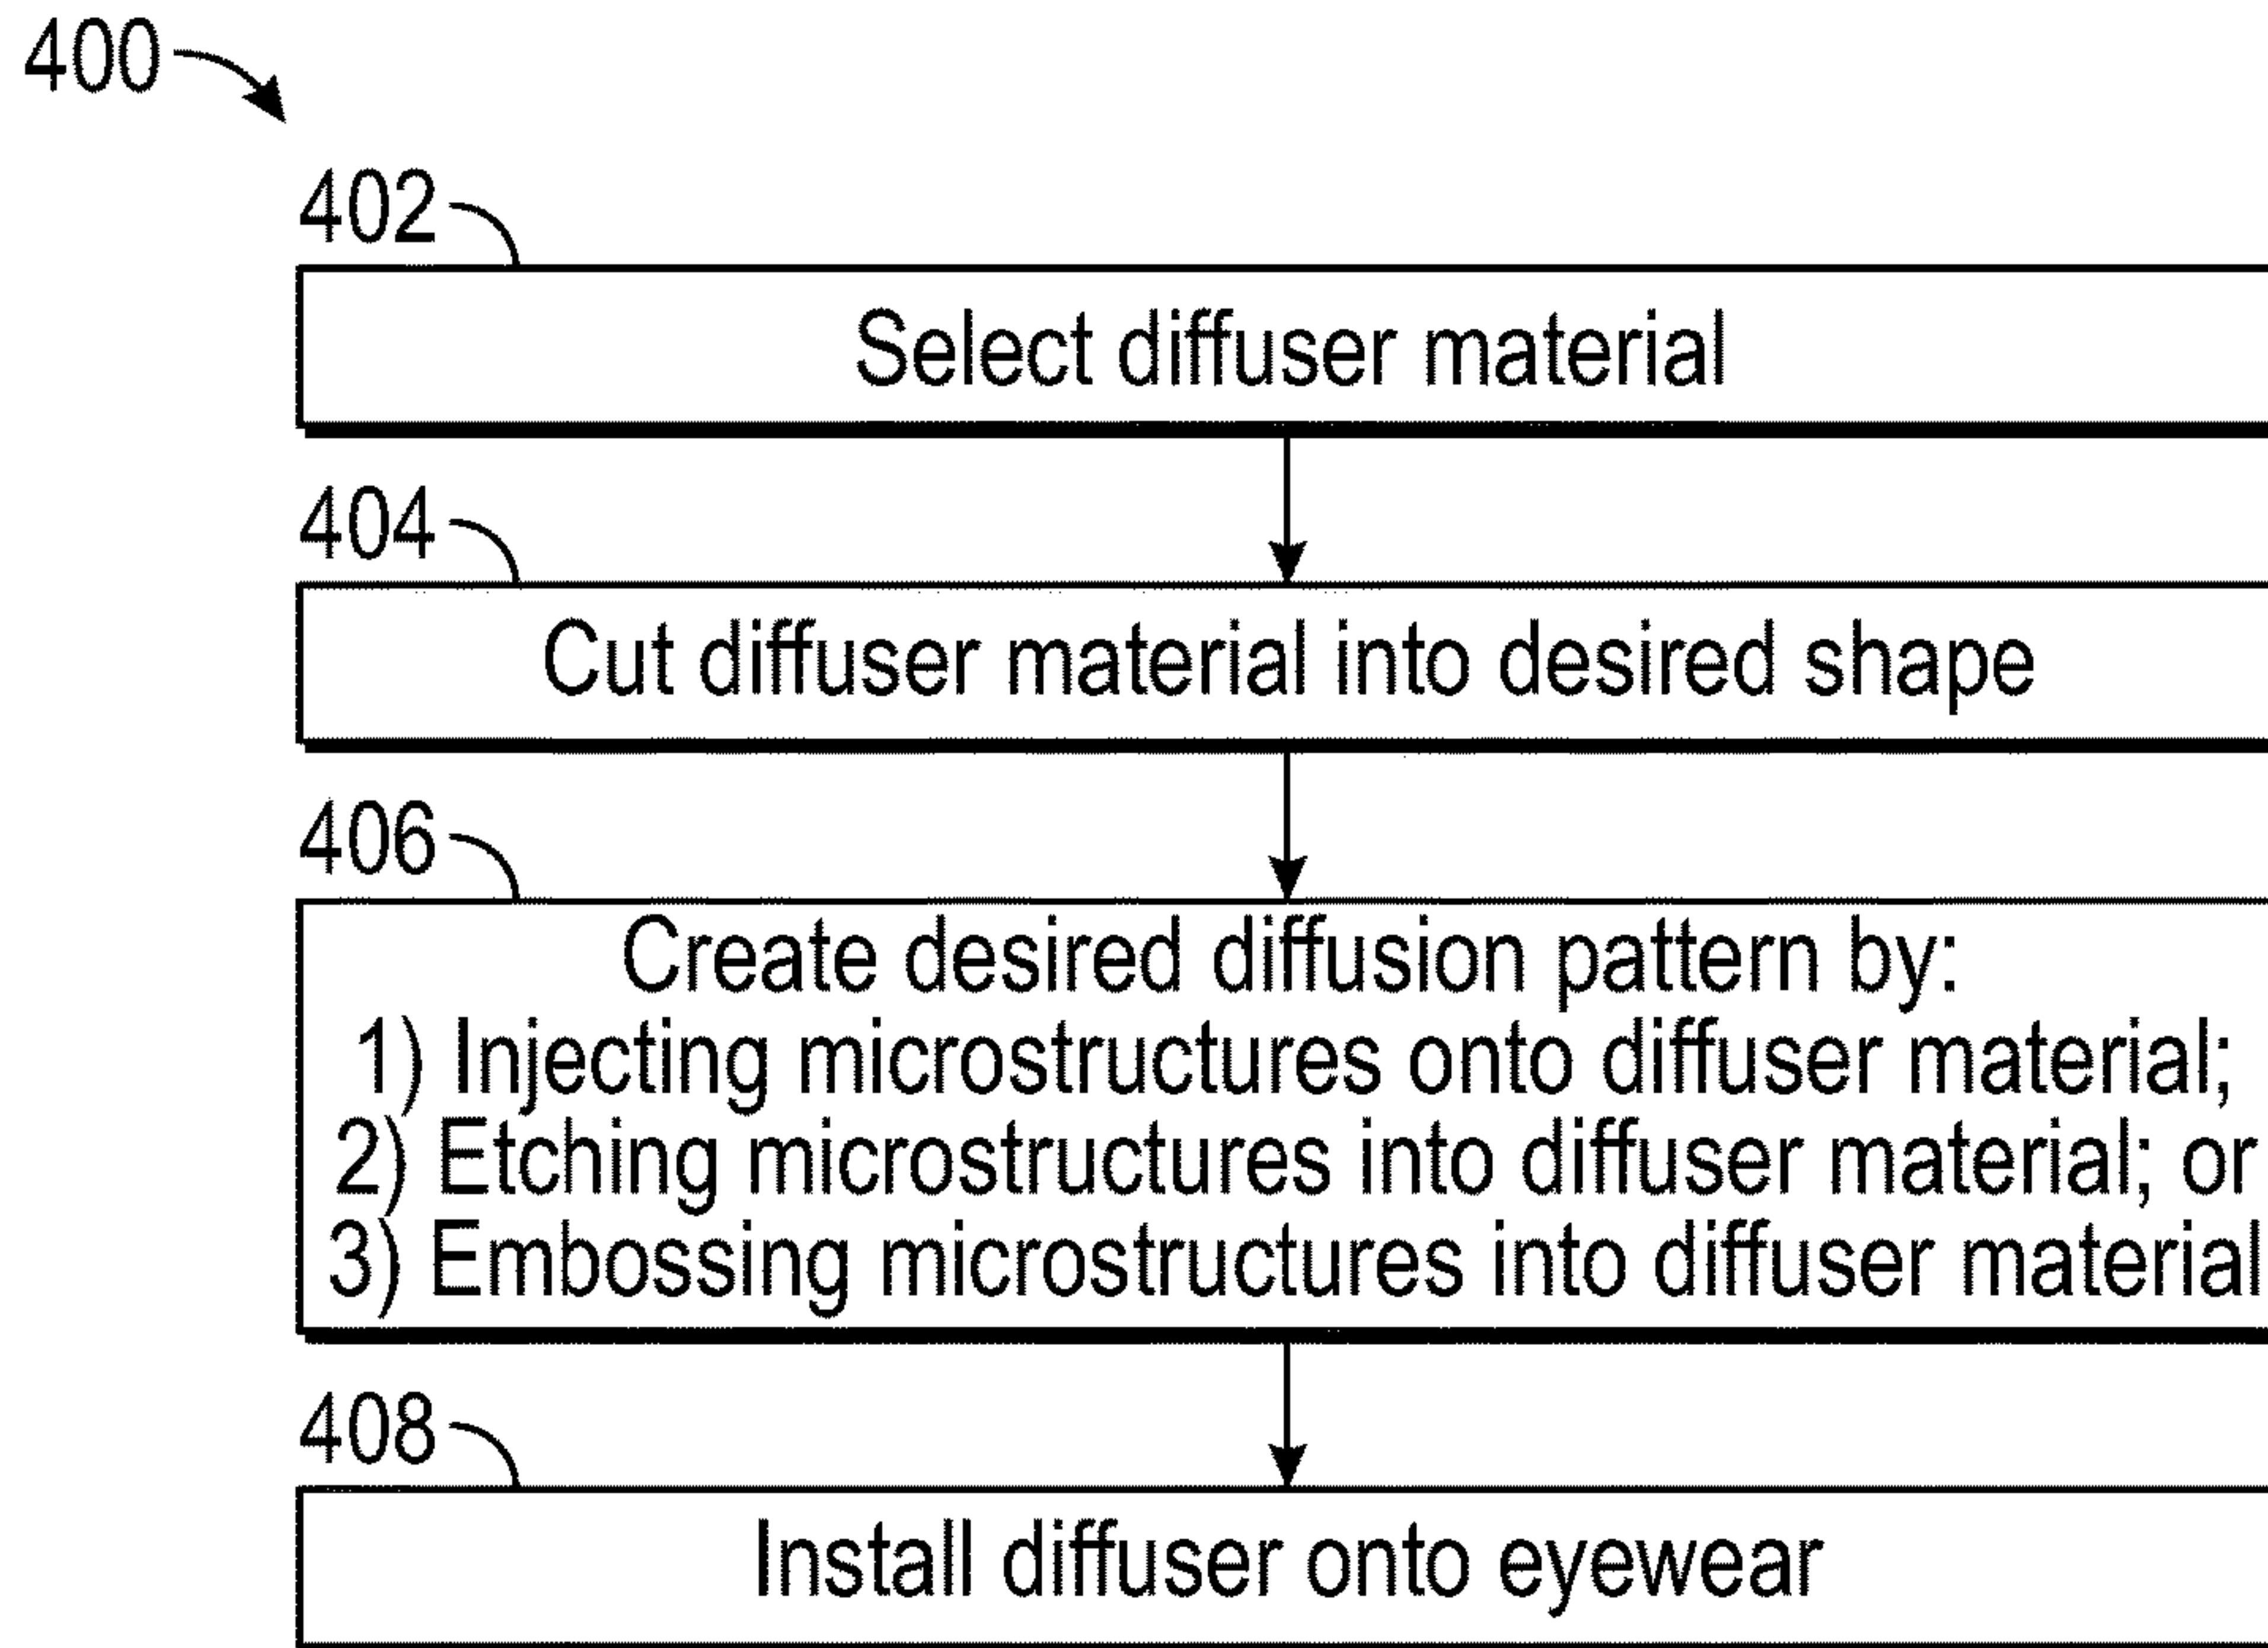 400
402
Select diffuser material
404
Cut diffuser material into desired shape
406
Create desired diffusion pattern by:
1) Injecting microstructures onto diffuser material;
2) Etching microstructures into diffuser material; or
3) Embossing microstructures into diffuser material
408
Install diffuser onto eyewear